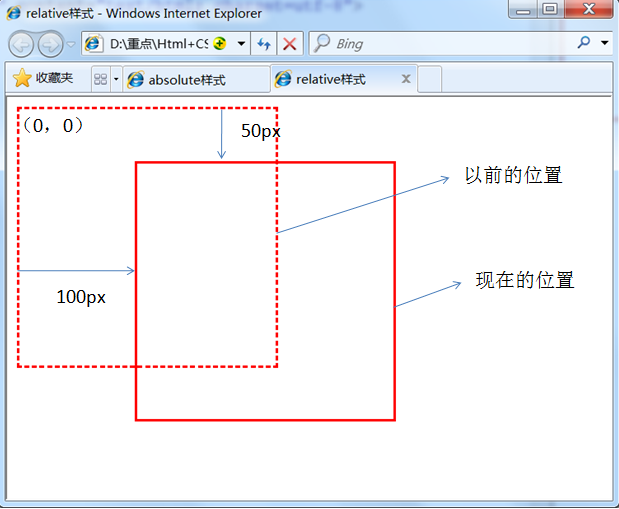 relative样式 - Windows Internet Explorer
D:\重点\Html+CS
Bing
收藏夹
absolute样式
relative样式
（0，0）
50px
以前的位置
现在的位置
100px